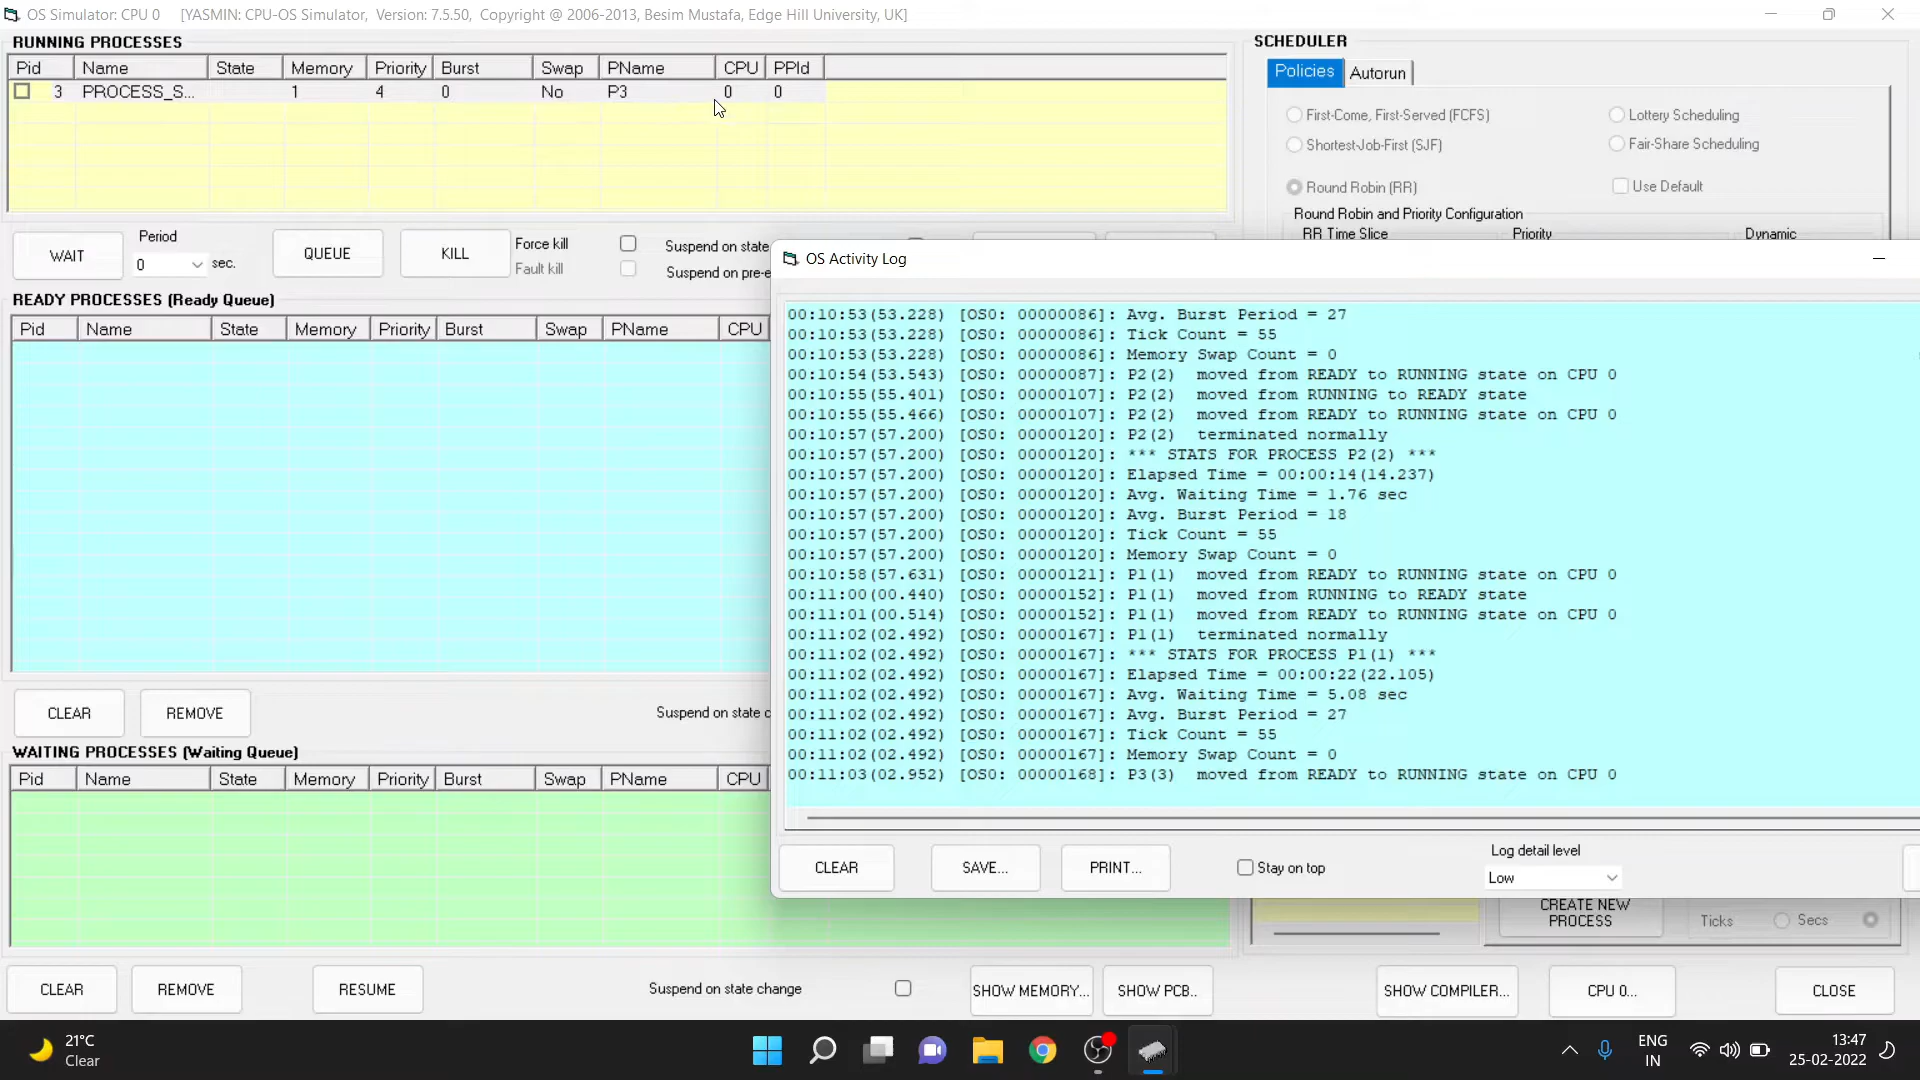 OS Simulator: CPU 0 [YASMIN: CPU-OS Simulator, Version: 7.5.50, Copyright @ 2006-2013, Besim Mustafa, Edge Hill University, UK]
RUNNING PROCESSES
Pid Name State Memory Priority Burst Swap PName CPU PPId
3 PROCESS_S... 1 4 0 No P3 0 0
WAIT
Period
0 sec.
QUEUE
KILL
Force kill
Fault kill
Suspend on state
Suspend on pre-e
SCHEDULER
Policies Autorun
First-Come, First-Served (FCFS)
Lottery Scheduling
Shortest-Job-First (SJF)
Fair-Share Scheduling
Round Robin (RR)
Use Default
Round Robin and Priority Configuration
RR Time Slice Priority Dynamic
READY PROCESSES (Ready Queue)
Pid Name State Memory Priority Burst Swap PName CPU
CLEAR
REMOVE
Suspend on state c
WAITING PROCESSES (Waiting Queue)
Pid Name State Memory Priority Burst Swap PName CPU
OS Activity Log
00:10:53(53.228) [OS0: 00000086]: Avg. Burst Period = 27
00:10:53(53.228) [OS0: 00000086]: Tick Count = 55
00:10:53(53.228) [OS0: 00000086]: Memory Swap Count = 0
00:10:54(53.543) [OS0: 00000087]: P2(2) moved from READY to RUNNING state on CPU 0
00:10:55(55.401) [OS0: 00000107]: P2(2) moved from RUNNING to READY state
00:10:55(55.466) [OS0: 00000107]: P2(2) moved from READY to RUNNING state on CPU 0
00:10:57(57.200) [OS0: 00000120]: P2(2) terminated normally
00:10:57(57.200) [OS0: 00000120]: *** STATS FOR PROCESS P2(2) ***
00:10:57(57.200) [OS0: 00000120]: Elapsed Time = 00:00:14(14.237)
00:10:57(57.200) [OS0: 00000120]: Avg. Waiting Time = 1.76 sec
00:10:57(57.200) [OS0: 00000120]: Avg. Burst Period = 18
00:10:57(57.200) [OS0: 00000120]: Tick Count = 55
00:10:57(57.200) [OS0: 00000120]: Memory Swap Count = 0
00:10:58(57.631) [OS0: 00000121]: P1(1) moved from READY to RUNNING state on CPU 0
00:11:00(00.440) [OS0: 00000152]: P1(1) moved from RUNNING to READY state
00:11:01(00.514) [OS0: 00000152]: P1(1) moved from READY to RUNNING state on CPU 0
00:11:02(02.492) [OS0: 00000167]: P1(1) terminated normally
00:11:02(02.492) [OS0: 00000167]: *** STATS FOR PROCESS P1(1) ***
00:11:02(02.492) [OS0: 00000167]: Elapsed Time = 00:00:22(22.105)
00:11:02(02.492) [OS0: 00000167]: Avg. Waiting Time = 5.08 sec
00:11:02(02.492) [OS0: 00000167]: Avg. Burst Period = 27
00:11:02(02.492) [OS0: 00000167]: Tick Count = 55
00:11:02(02.492) [OS0: 00000167]: Memory Swap Count = 0
00:11:03(02.952) [OS0: 00000168]: P3(3) moved from READY to RUNNING state on CPU 0
CLEAR
SAVE...
PRINT...
Stay on top
Log detail level
Low
CREATE NEW
PROCESS
Ticks Secs
CLEAR
REMOVE
RESUME
Suspend on state change
SHOW MEMORY...
SHOW PCB..
SHOW COMPILER...
CPU 0...
CLOSE
21°C
Clear
ENG
IN
13:47
25-02-2022